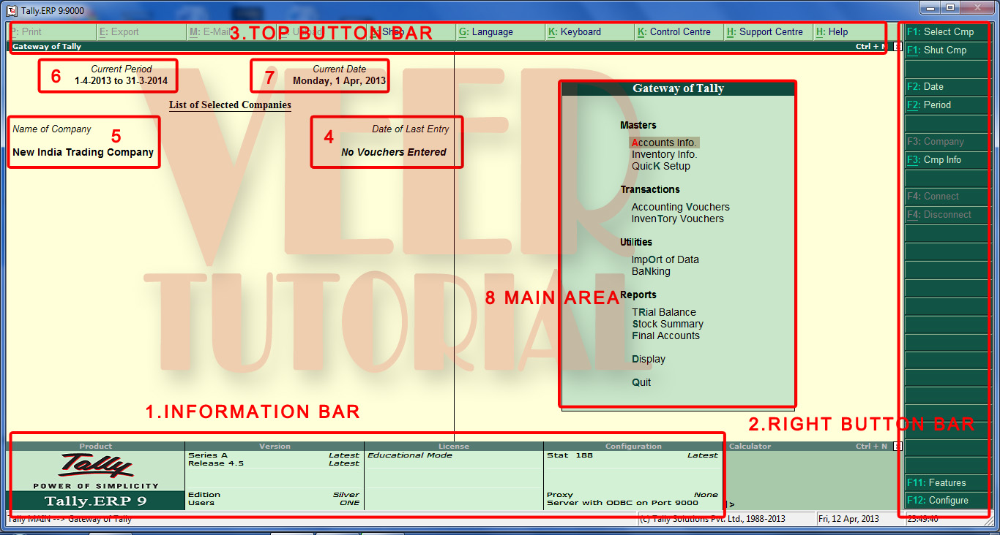 Tally.ERP 9:9000
P: Print E: Export M: E-Mail Upload Shop G: Language K: Keyboard K: Control Centre H: Support Centre H: Help
3.TOP BUTTON BAR
Gateway of Tally Ctrl + N
6
Current Period
1-4-2013 to 31-3-2014
7
Current Date
Monday, 1 Apr, 2013
List of Selected Companies
Name of Company
5
New India Trading Company
4
Date of Last Entry
No Vouchers Entered
VEER
TUTORIAL
Gateway of Tally
Masters
Accounts Info.
Inventory Info.
QuicK Setup
Transactions
Accounting Vouchers
InvenTory Vouchers
Utilities
ImpOrt of Data
BaNking
8 MAIN AREA
Reports
TRial Balance
Stock Summary
Final Accounts
Display
Quit
F1: Select Cmp
F1: Shut Cmp
F2: Date
F2: Period
F3: Company
F3: Cmp Info
F4: Connect
F4: Disconnect
2.RIGHT BUTTON BAR
F11: Features
F12: Configure
1.INFORMATION BAR
Product
Tally
POWER OF SIMPLICITY
Tally.ERP 9
Version
Series A Latest
Release 4.5 Latest
Edition Silver
Users ONE
License
Educational Mode
Configuration
Stat 188 Latest
Proxy None
Server with ODBC on Port 9000
Calculator Ctrl + N
1>
Tally MAIN --> Gateway of Tally (c) Tally Solutions Pvt. Ltd., 1988-2013 Fri, 12 Apr, 2013 23:49:40